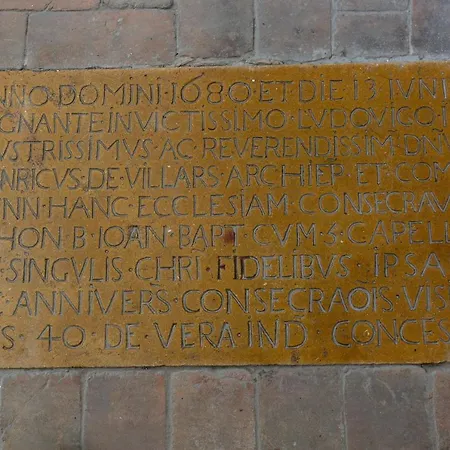 NNO·DOMINI·1680·ET DIE·13·IVNI
GNANTE INVICTISSIMO·LVDOVICO·
VSTRISSIMVS·AC·REVERENDISSIM·DNV
NRICVS·DE·VILLARS·ARCHIEP·ET·COM
NN·HANC·ECCLESIAM·CONSECRAV
HON·B·IOAN·BAPT·CVM·S·CAPELL
SINGVLIS·CHRI·FIDELIBVS·IPSA
ANNIVERS·CONSECRAOIS·VIS
S·40·DE·VERA·IND·CONCES